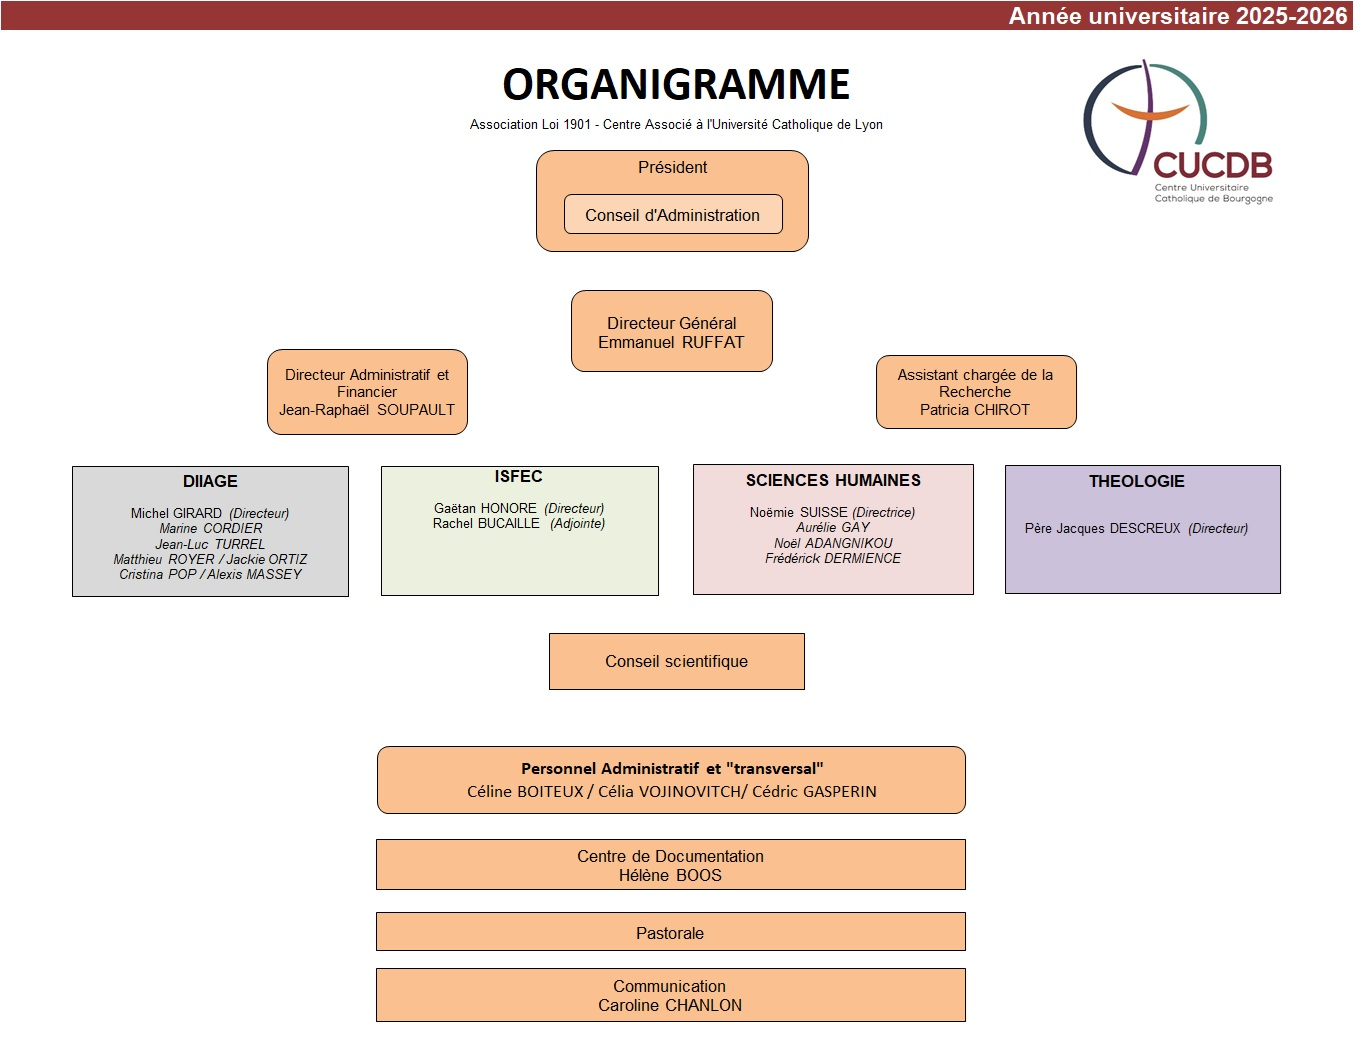 Année universitaire 2025-2026
ORGANIGRAMME
Association Loi 1901 - Centre Associé à l'Université Catholique de Lyon
CUCDB
Centre Universitaire
Catholique de Bourgogne
Président
Conseil d'Administration
Directeur Général
Emmanuel RUFFAT
Directeur Administratif et
Financier
Jean-Raphaël SOUPAULT
Assistant chargée de la
Recherche
Patricia CHIROT
DIIAGE
Michel GIRARD (Directeur)
Marine CORDIER
Jean-Luc TURREL
Matthieu ROYER / Jackie ORTIZ
Cristina POP / Alexis MASSEY
ISFEC
Gaëtan HONORE (Directeur)
Rachel BUCAILLE (Adjointe)
SCIENCES HUMAINES
Noëmie SUISSE (Directrice)
Aurélie GAY
Noël ADANGNIKOU
Frédérick DERMIENCE
THEOLOGIE
Père Jacques DESCREUX (Directeur)
Conseil scientifique
Personnel Administratif et "transversal"
Céline BOITEUX / Célia VOJINOVITCH/ Cédric GASPERIN
Centre de Documentation
Hélène BOOS
Pastorale
Communication
Caroline CHANLON